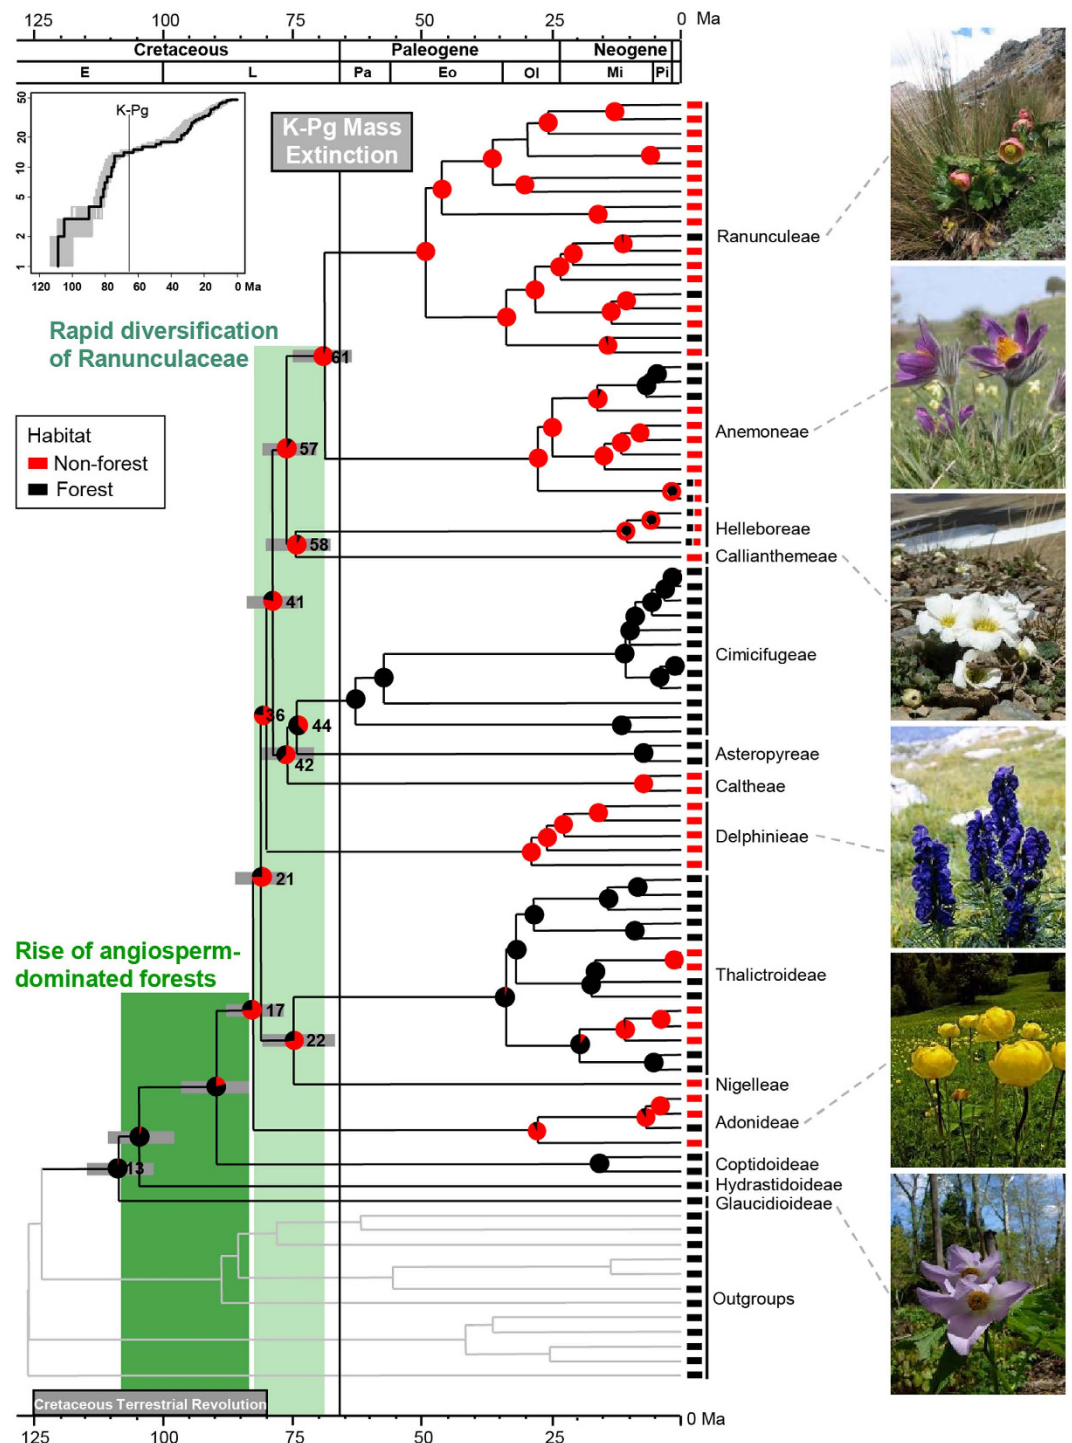 125 100 75 50 25 0 Ma
Cretaceous Paleogene Neogene
E L Pa Eo Ol Mi Pi
50
20
10
5
2
1
K-Pg
120 100 80 60 40 20 0 Ma
K-Pg Mass
Extinction
Ranunculeae
Rapid diversification
of Ranunculaceae
61
Habitat
Non-forest
Forest
Anemoneae
57
Helleboreae
58
Callianthemeae
41
Cimicifugeae
36
44
42
Asteropyreae
Caltheae
Delphinieae
21
Rise of angiosperm-
dominated forests
Thalictroideae
17
22
Nigelleae
Adonideae
13
Coptidoideae
Hydrastidoideae
Glaucidioideae
Outgroups
Cretaceous Terrestrial Revolution
125 100 75 50 25 0 Ma